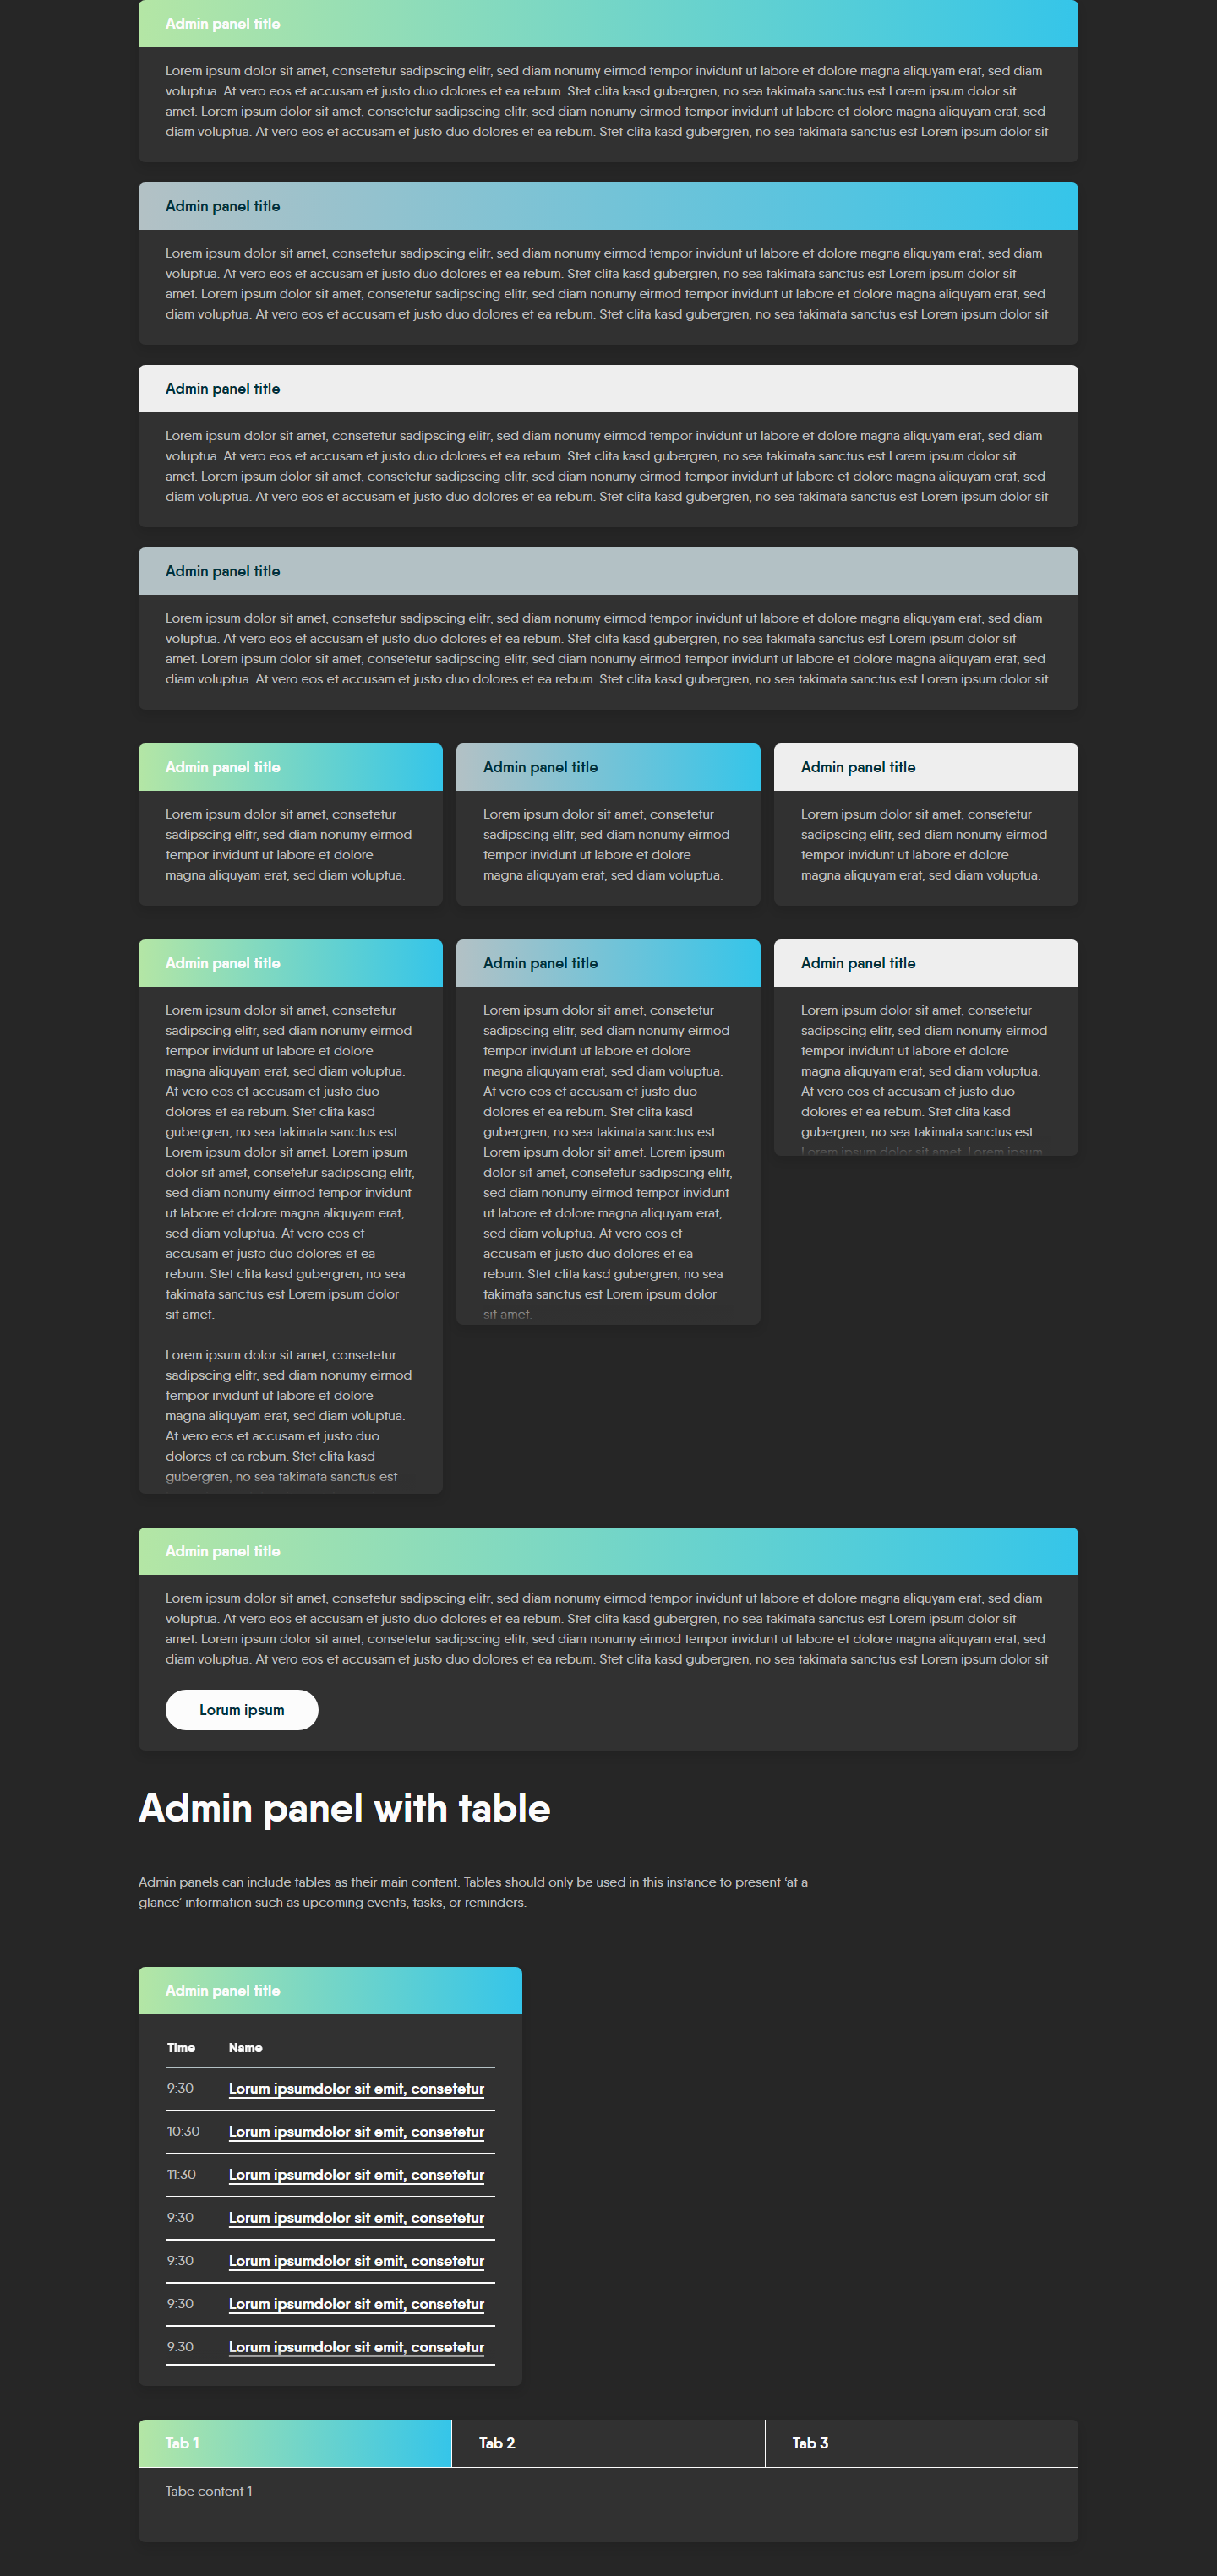 Admin panel title
Lorem ipsum dolor sit amet, consetetur sadipscing elitr, sed diam nonumy eirmod tempor invidunt ut labore et dolore magna aliquyam erat, sed diam
voluptua. At vero eos et accusam et justo duo dolores et ea rebum. Stet clita kasd gubergren, no sea takimata sanctus est Lorem ipsum dolor sit
amet. Lorem ipsum dolor sit amet, consetetur sadipscing elitr, sed diam nonumy eirmod tempor invidunt ut labore et dolore magna aliquyam erat, sed
diam voluptua. At vero eos et accusam et justo duo dolores et ea rebum. Stet clita kasd gubergren, no sea takimata sanctus est Lorem ipsum dolor sit
Admin panel title
Lorem ipsum dolor sit amet, consetetur sadipscing elitr, sed diam nonumy eirmod tempor invidunt ut labore et dolore magna aliquyam erat, sed diam
voluptua. At vero eos et accusam et justo duo dolores et ea rebum. Stet clita kasd gubergren, no sea takimata sanctus est Lorem ipsum dolor sit
amet. Lorem ipsum dolor sit amet, consetetur sadipscing elitr, sed diam nonumy eirmod tempor invidunt ut labore et dolore magna aliquyam erat, sed
diam voluptua. At vero eos et accusam et justo duo dolores et ea rebum. Stet clita kasd gubergren, no sea takimata sanctus est Lorem ipsum dolor sit
Admin panel title
Lorem ipsum dolor sit amet, consetetur sadipscing elitr, sed diam nonumy eirmod tempor invidunt ut labore et dolore magna aliquyam erat, sed diam
voluptua. At vero eos et accusam et justo duo dolores et ea rebum. Stet clita kasd gubergren, no sea takimata sanctus est Lorem ipsum dolor sit
amet. Lorem ipsum dolor sit amet, consetetur sadipscing elitr, sed diam nonumy eirmod tempor invidunt ut labore et dolore magna aliquyam erat, sed
diam voluptua. At vero eos et accusam et justo duo dolores et ea rebum. Stet clita kasd gubergren, no sea takimata sanctus est Lorem ipsum dolor sit
Admin panel title
Lorem ipsum dolor sit amet, consetetur sadipscing elitr, sed diam nonumy eirmod tempor invidunt ut labore et dolore magna aliquyam erat, sed diam
voluptua. At vero eos et accusam et justo duo dolores et ea rebum. Stet clita kasd gubergren, no sea takimata sanctus est Lorem ipsum dolor sit
amet. Lorem ipsum dolor sit amet, consetetur sadipscing elitr, sed diam nonumy eirmod tempor invidunt ut labore et dolore magna aliquyam erat, sed
diam voluptua. At vero eos et accusam et justo duo dolores et ea rebum. Stet clita kasd gubergren, no sea takimata sanctus est Lorem ipsum dolor sit
Admin panel title
Lorem ipsum dolor sit amet, consetetur
sadipscing elitr, sed diam nonumy eirmod
tempor invidunt ut labore et dolore
magna aliquyam erat, sed diam voluptua.
Admin panel title
Lorem ipsum dolor sit amet, consetetur
sadipscing elitr, sed diam nonumy eirmod
tempor invidunt ut labore et dolore
magna aliquyam erat, sed diam voluptua.
Admin panel title
Lorem ipsum dolor sit amet, consetetur
sadipscing elitr, sed diam nonumy eirmod
tempor invidunt ut labore et dolore
magna aliquyam erat, sed diam voluptua.
Admin panel title
Lorem ipsum dolor sit amet, consetetur
sadipscing elitr, sed diam nonumy eirmod
tempor invidunt ut labore et dolore
magna aliquyam erat, sed diam voluptua.
At vero eos et accusam et justo duo
dolores et ea rebum. Stet clita kasd
gubergren, no sea takimata sanctus est
Lorem ipsum dolor sit amet. Lorem ipsum
dolor sit amet, consetetur sadipscing elitr,
sed diam nonumy eirmod tempor invidunt
ut labore et dolore magna aliquyam erat,
sed diam voluptua. At vero eos et
accusam et justo duo dolores et ea
rebum. Stet clita kasd gubergren, no sea
takimata sanctus est Lorem ipsum dolor
sit amet.
Lorem ipsum dolor sit amet, consetetur
sadipscing elitr, sed diam nonumy eirmod
tempor invidunt ut labore et dolore
magna aliquyam erat, sed diam voluptua.
At vero eos et accusam et justo duo
dolores et ea rebum. Stet clita kasd
gubergren, no sea takimata sanctus est
Admin panel title
Lorem ipsum dolor sit amet, consetetur
sadipscing elitr, sed diam nonumy eirmod
tempor invidunt ut labore et dolore
magna aliquyam erat, sed diam voluptua.
At vero eos et accusam et justo duo
dolores et ea rebum. Stet clita kasd
gubergren, no sea takimata sanctus est
Lorem ipsum dolor sit amet. Lorem ipsum
dolor sit amet, consetetur sadipscing elitr,
sed diam nonumy eirmod tempor invidunt
ut labore et dolore magna aliquyam erat,
sed diam voluptua. At vero eos et
accusam et justo duo dolores et ea
rebum. Stet clita kasd gubergren, no sea
takimata sanctus est Lorem ipsum dolor
sit amet.
Admin panel title
Lorem ipsum dolor sit amet, consetetur
sadipscing elitr, sed diam nonumy eirmod
tempor invidunt ut labore et dolore
magna aliquyam erat, sed diam voluptua.
At vero eos et accusam et justo duo
dolores et ea rebum. Stet clita kasd
gubergren, no sea takimata sanctus est
Lorem ipsum dolor sit amet. Lorem ipsum
Admin panel title
Lorem ipsum dolor sit amet, consetetur sadipscing elitr, sed diam nonumy eirmod tempor invidunt ut labore et dolore magna aliquyam erat, sed diam
voluptua. At vero eos et accusam et justo duo dolores et ea rebum. Stet clita kasd gubergren, no sea takimata sanctus est Lorem ipsum dolor sit
amet. Lorem ipsum dolor sit amet, consetetur sadipscing elitr, sed diam nonumy eirmod tempor invidunt ut labore et dolore magna aliquyam erat, sed
diam voluptua. At vero eos et accusam et justo duo dolores et ea rebum. Stet clita kasd gubergren, no sea takimata sanctus est Lorem ipsum dolor sit
Lorum ipsum
Admin panel with table
Admin panels can include tables as their main content. Tables should only be used in this instance to present ‘at a
glance’ information such as upcoming events, tasks, or reminders.
Admin panel title
Time Name
9:30 Lorum ipsumdolor sit emit, consetetur
10:30 Lorum ipsumdolor sit emit, consetetur
11:30 Lorum ipsumdolor sit emit, consetetur
9:30 Lorum ipsumdolor sit emit, consetetur
9:30 Lorum ipsumdolor sit emit, consetetur
9:30 Lorum ipsumdolor sit emit, consetetur
9:30 Lorum ipsumdolor sit emit, consetetur
Tab 1 Tab 2 Tab 3
Tabe content 1